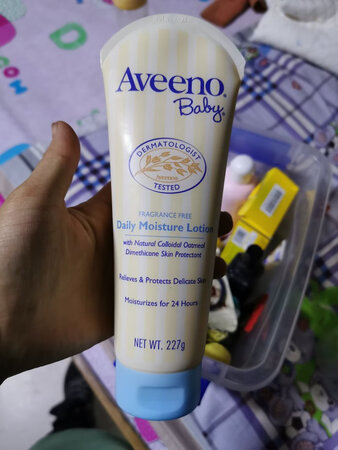 Aveeno®
Baby®
DERMATOLOGIST
Aveeno
TESTED
FRAGRANCE FREE
Daily Moisture Lotion
with Natural Colloidal Oatmeal
Dimethicone Skin Protectant
Relieves & Protects Delicate Skin
Moisturizes for 24 Hours
NET WT. 227g